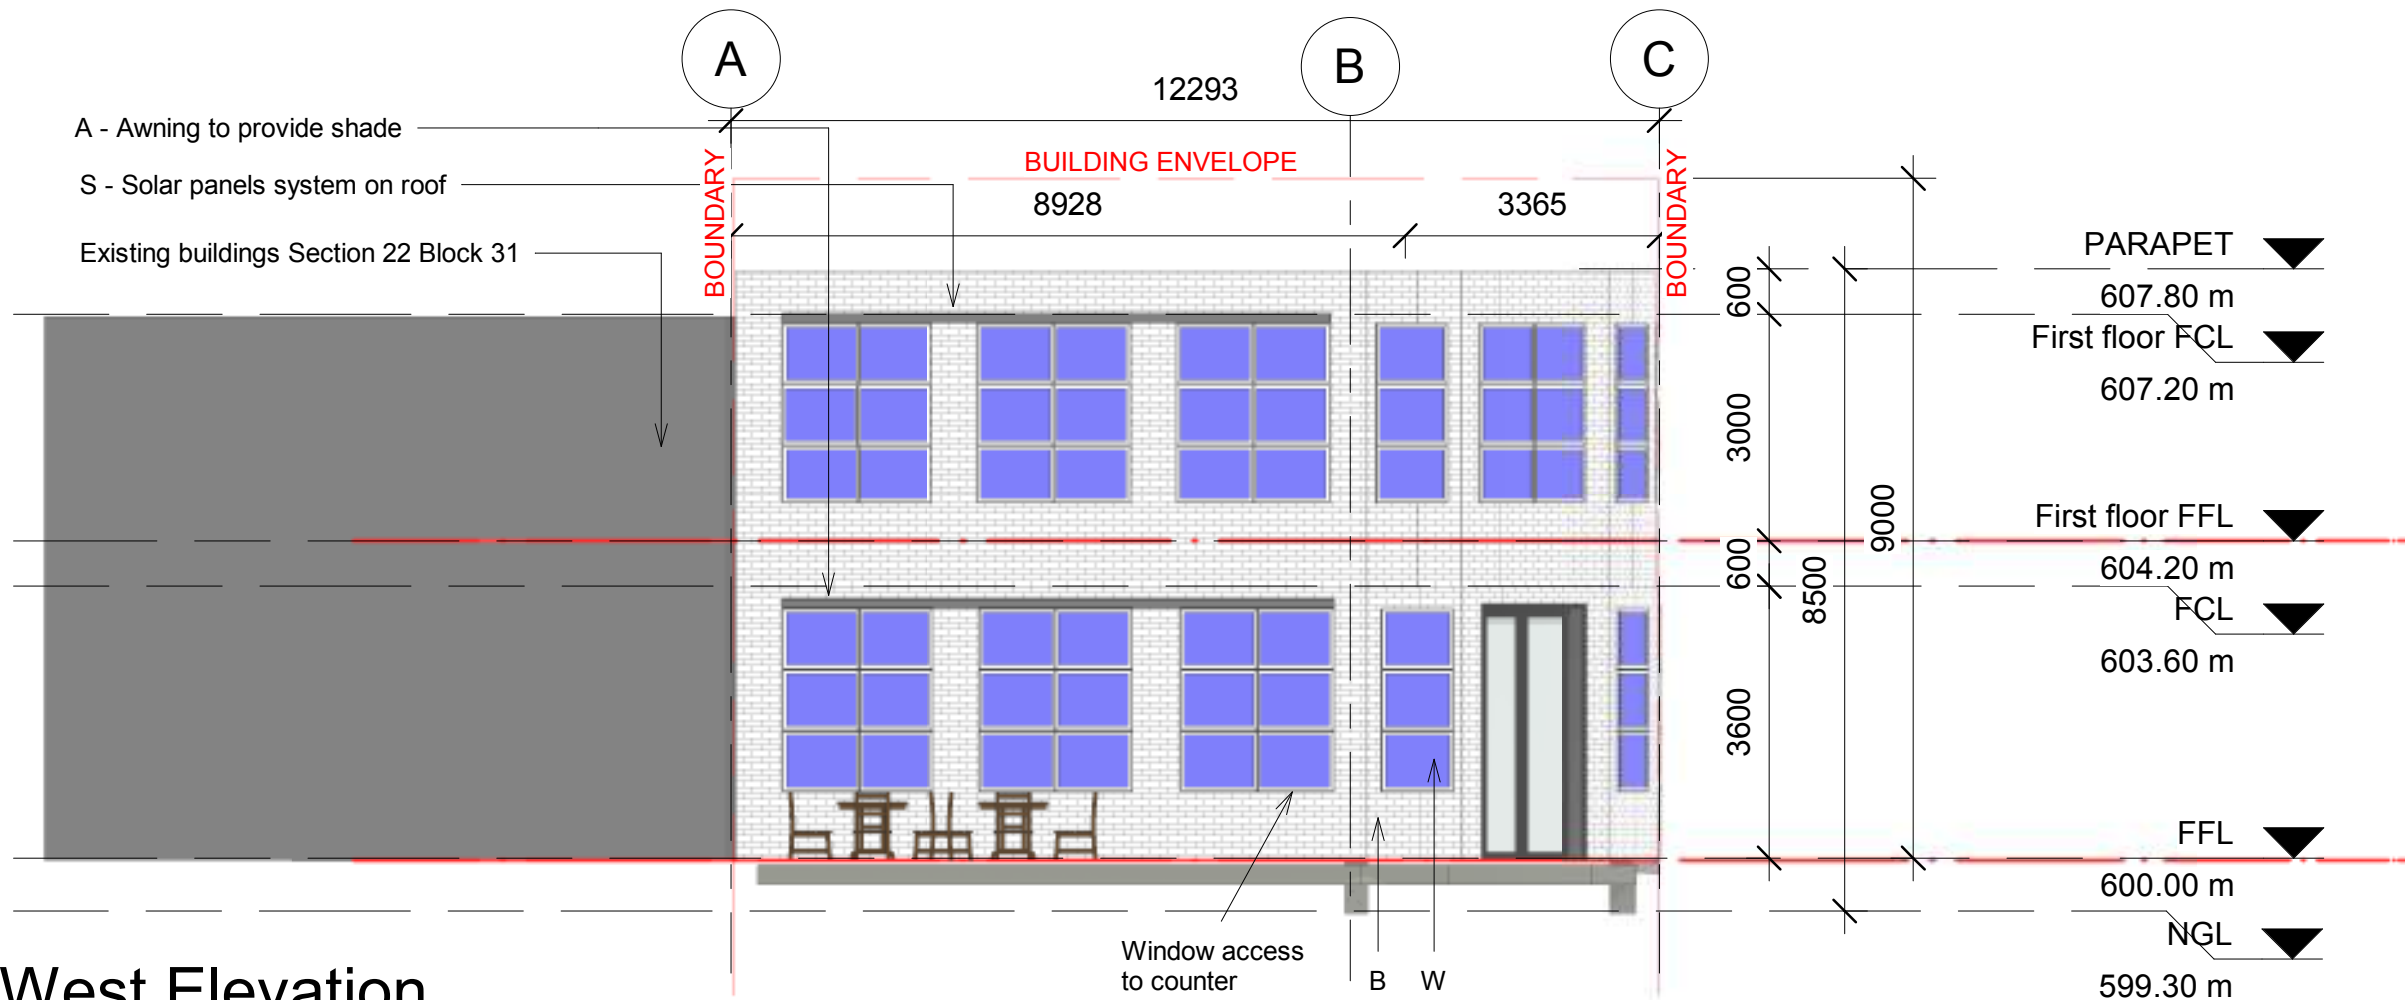 A
B
C
12293
A - Awning to provide shade
BUILDING ENVELOPE
S - Solar panels system on roof
8928
3365
BOUNDARY
BOUNDARY
Existing buildings Section 22 Block 31
PARAPET
607.80 m
600
First floor FCL
607.20 m
3000
First floor FFL
9000
604.20 m
600
8500
FCL
603.60 m
3600
FFL
600.00 m
NGL
599.30 m
Window access
to counter
B
W
West Elevation